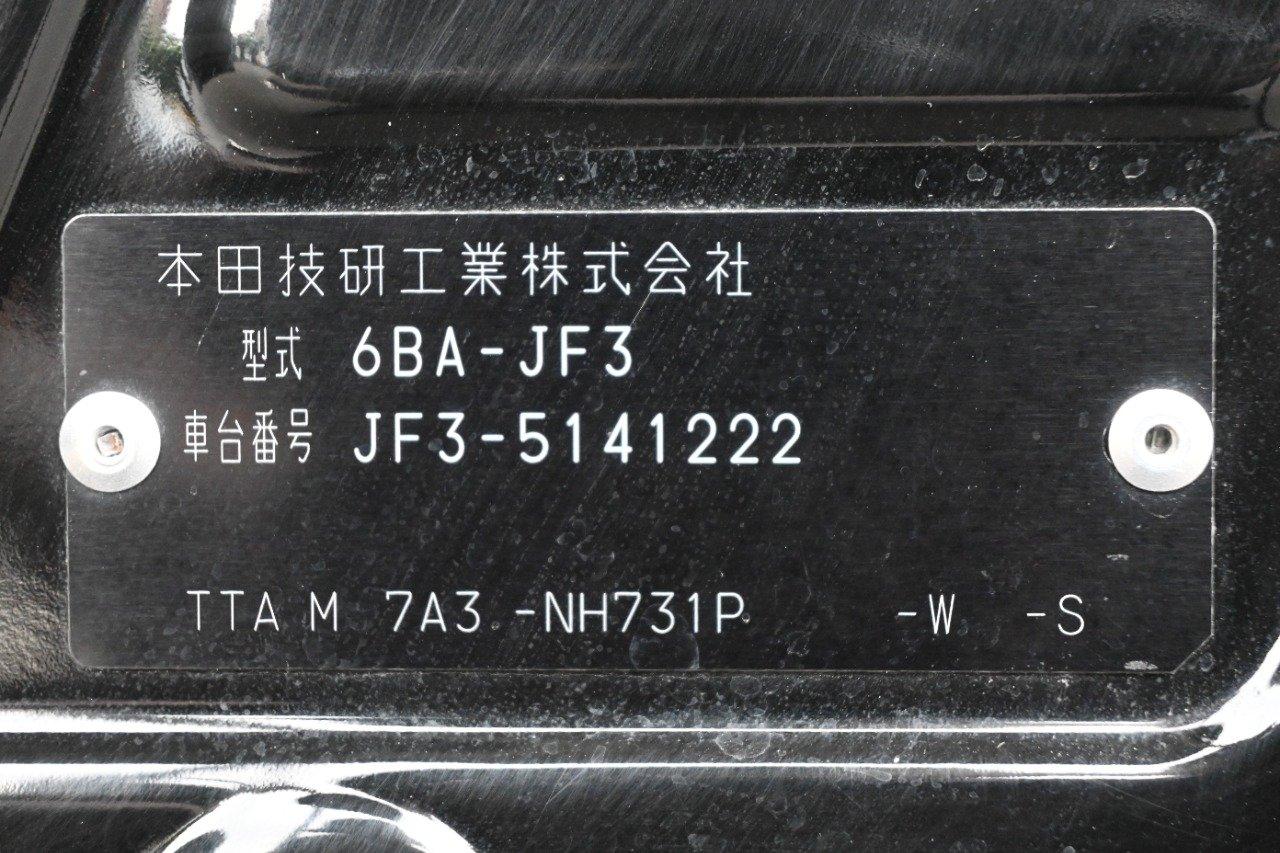 本田技研工業株式会社
型式 6BA-JF3
車台番号 JF3-5141222
TTA M 7A3 -NH731P -W -S